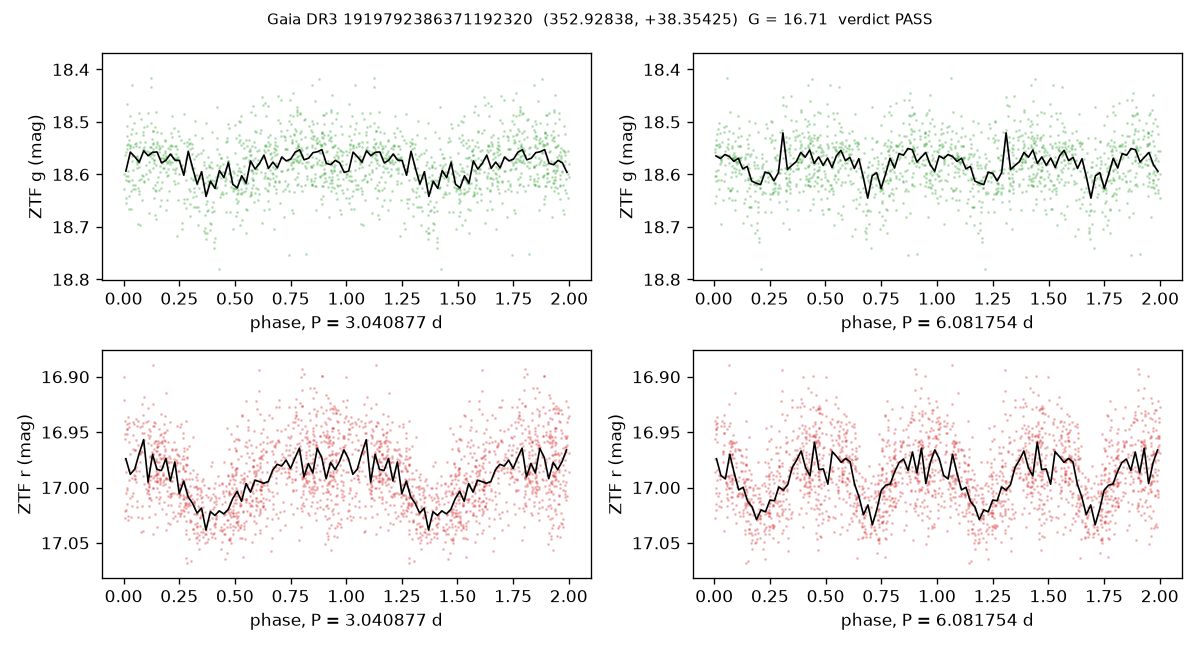 Gaia DR3 1919792386371192320 (352.92838, +38.35425) G = 16.71 verdict PASS
ZTF g (mag)
18.4
18.5
18.6
18.7
18.8
0.00 0.25 0.50 0.75 1.00 1.25 1.50 1.75 2.00
phase, P = 3.040877 d
ZTF g (mag)
18.4
18.5
18.6
18.7
18.8
0.00 0.25 0.50 0.75 1.00 1.25 1.50 1.75 2.00
phase, P = 6.081754 d
ZTF r (mag)
16.90
16.95
17.00
17.05
0.00 0.25 0.50 0.75 1.00 1.25 1.50 1.75 2.00
phase, P = 3.040877 d
ZTF r (mag)
16.90
16.95
17.00
17.05
0.00 0.25 0.50 0.75 1.00 1.25 1.50 1.75 2.00
phase, P = 6.081754 d